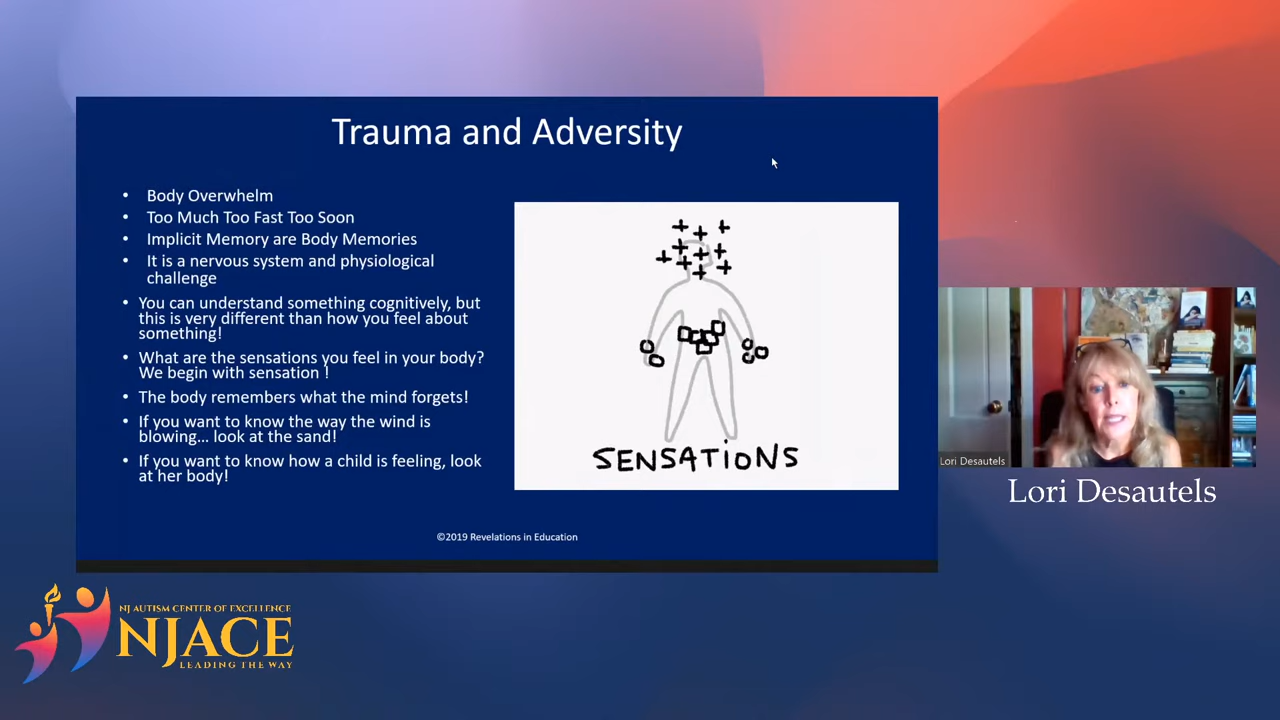 Trauma and Adversity
• Body Overwhelm
• Too Much Too Fast Too Soon
• Implicit Memory are Body Memories
• It is a nervous system and physiological
challenge
• You can understand something cognitively, but
this is very different than how you feel about
something!
• What are the sensations you feel in your body?
We begin with sensation !
• The body remembers what the mind forgets!
• If you want to know the way the wind is
blowing... look at the sand!
• If you want to know how a child is feeling, look
at her body!
SENSATiONS
©2019 Revelations in Education
Lori Desautels
Lori Desautels
NJ AUTISM CENTER OF EXCELLENCE
NJACE
LEADING THE WAY